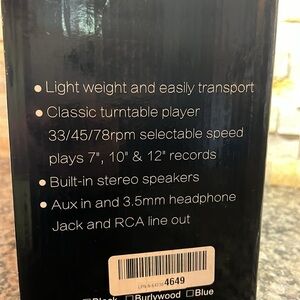 • Light weight and easily transport
• Classic turntable player
33/45/78rpm selectable speed
plays 7", 10" & 12" records
• Built-in stereo speakers
• Aux in and 3.5mm headphone
Jack and RCA line out
4649
Black □Burlywood □Blue